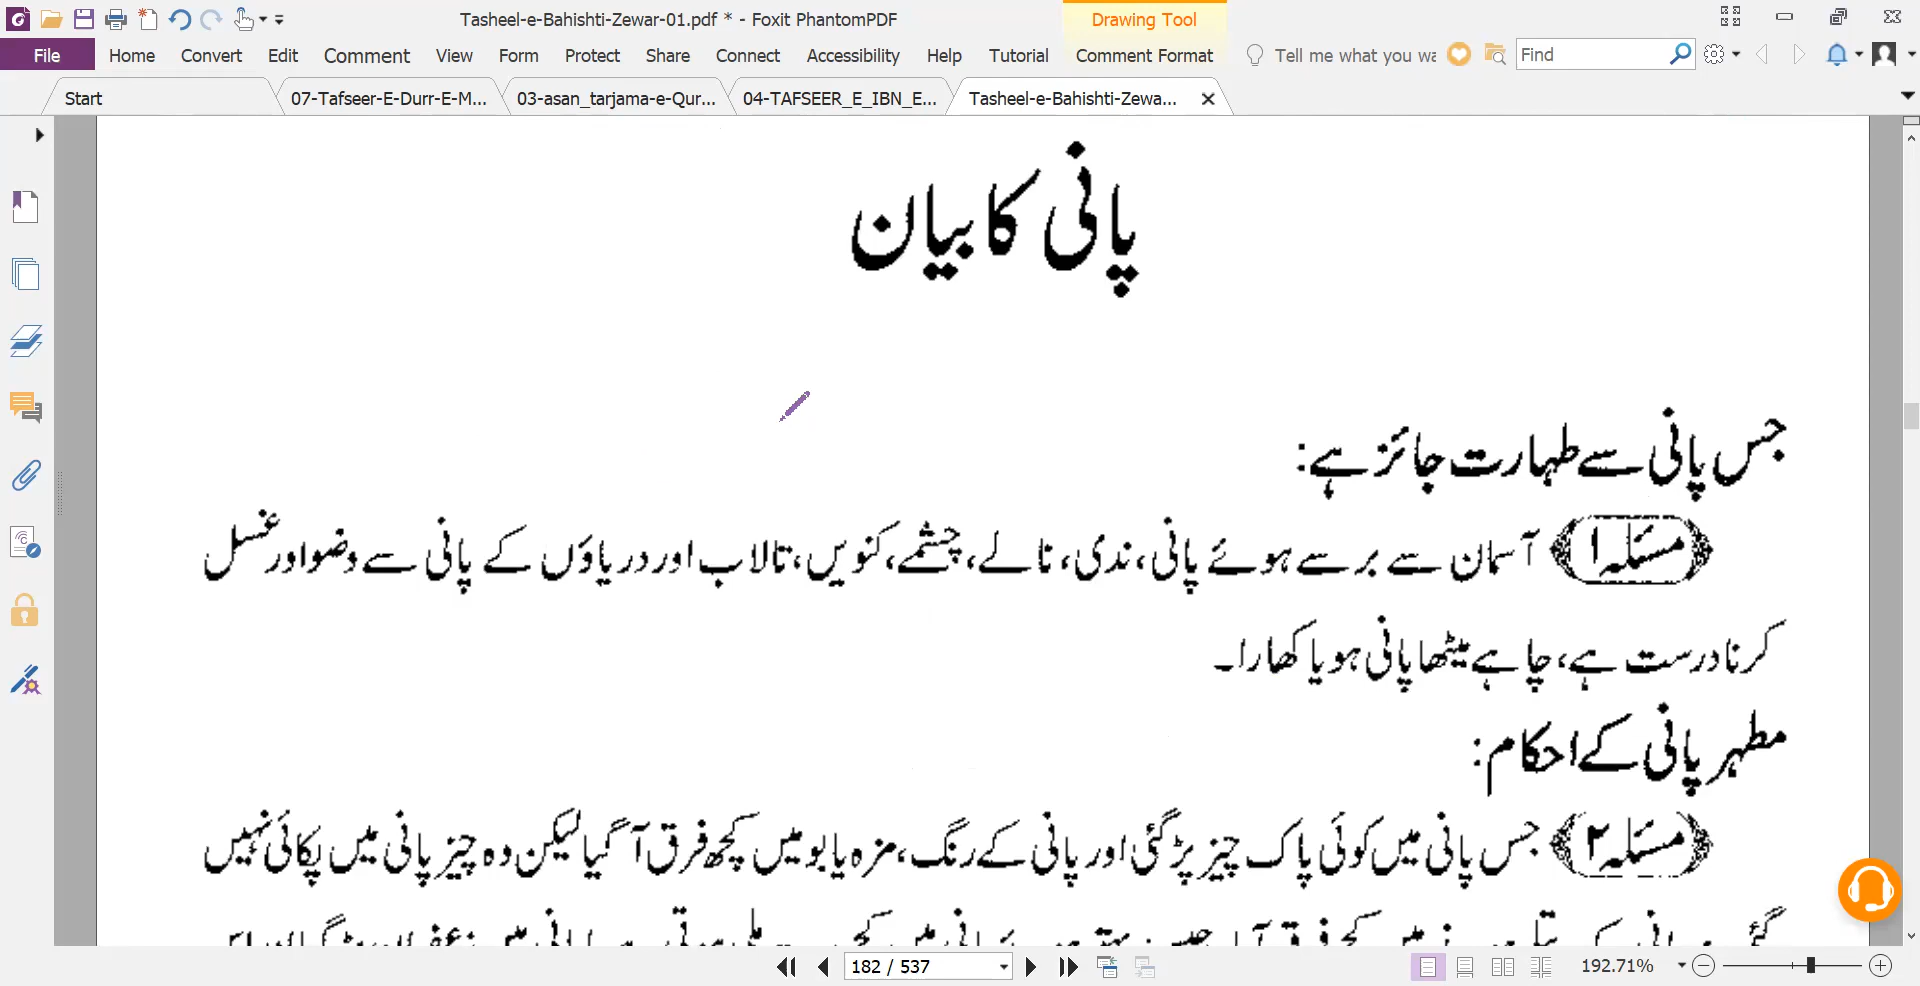 Tasheel-e-Bahishti-Zewar-01.pdf * - Foxit PhantomPDF
Drawing Tool
File Home Convert Edit Comment View Form Protect Share Connect Accessibility Help Tutorial Comment Format Tell me what you wa Find
Start 07-Tafseer-E-Durr-E-M... 03-asan_tarjama-e-Qur... 04-TAFSEER_E_IBN_E... Tasheel-e-Bahishti-Zewa...
پانی کا بیان
جس پانی سے طہارت جائز ہے:
مسئلہ ۱ آسمان سے برسے ہوئے پانی، ندی، نالے، چشمے، کنویں، تالاب اور دریاؤں کے پانی سے وضو اور غسل
کرنا درست ہے، چاہے میٹھا پانی ہو یا کھارا۔
مطہر پانی کے احکام:
مسئلہ ۲ جس پانی میں کوئی پاک چیز پڑ گئی اور پانی کے رنگ، مزہ یا بو میں کچھ فرق آ گیا لیکن وہ چیز پانی میں پکائی نہیں
182 / 537
192.71%